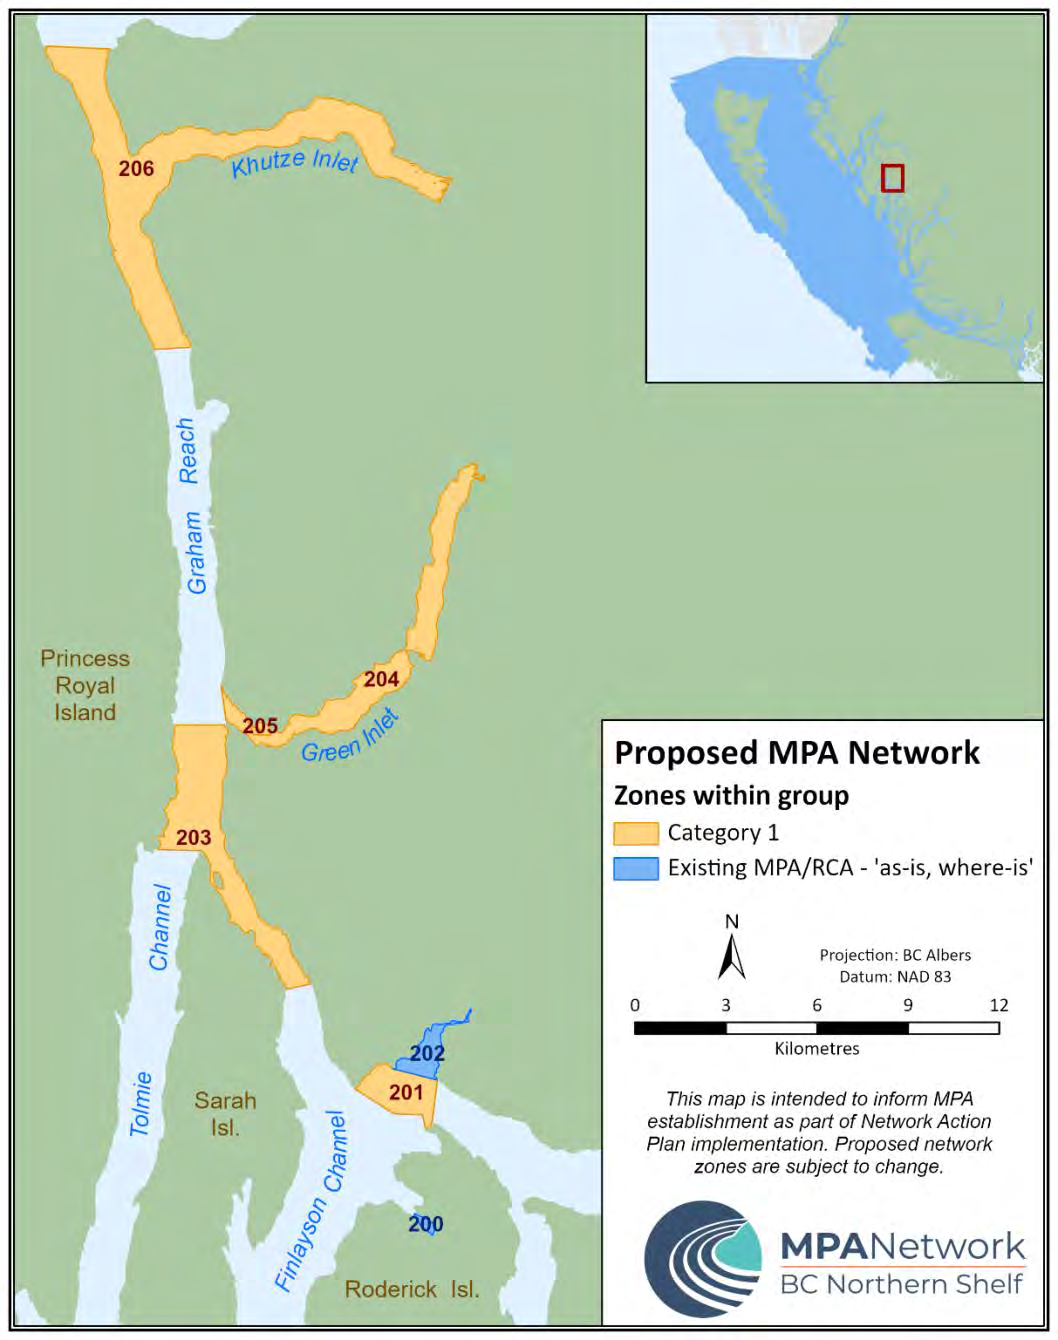 206
Khutze Inlet
Graham Reach
Princess
Royal
Island
204
205
Green Inlet
203
Tolmie Channel
202
201
Sarah
Isl.
Finlayson Channel
200
Roderick Isl.
Proposed MPA Network
Zones within group
Category 1
Existing MPA/RCA - 'as-is, where-is'
N
Projection: BC Albers
Datum: NAD 83
0 3 6 9 12
Kilometres
This map is intended to inform MPA
establishment as part of Network Action
Plan implementation. Proposed network
zones are subject to change.
MPANetwork
BC Northern Shelf